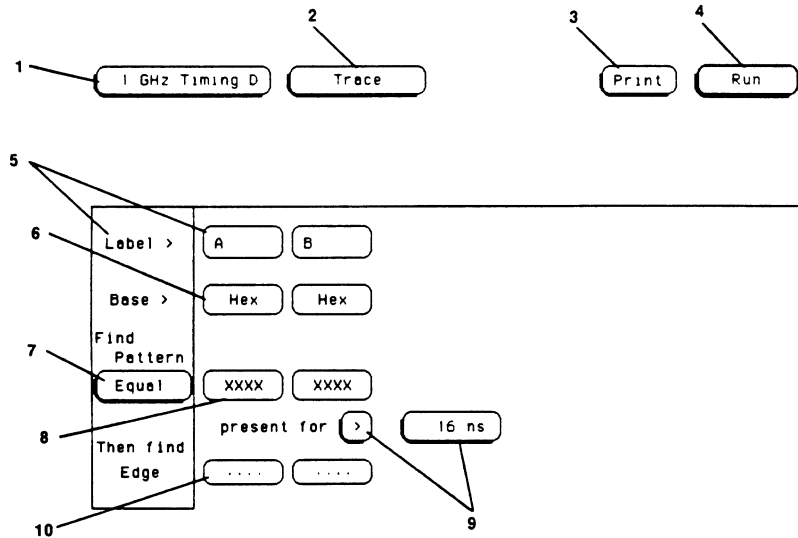 2
3
4
1
1 GHz Timing D
Trace
Print
Run
5
Label >
A
B
6
Base >
Hex
Hex
Find
Pattern
7
Equal
XXXX
XXXX
8
present for
>
16 ns
Then find
Edge
....
....
10
9